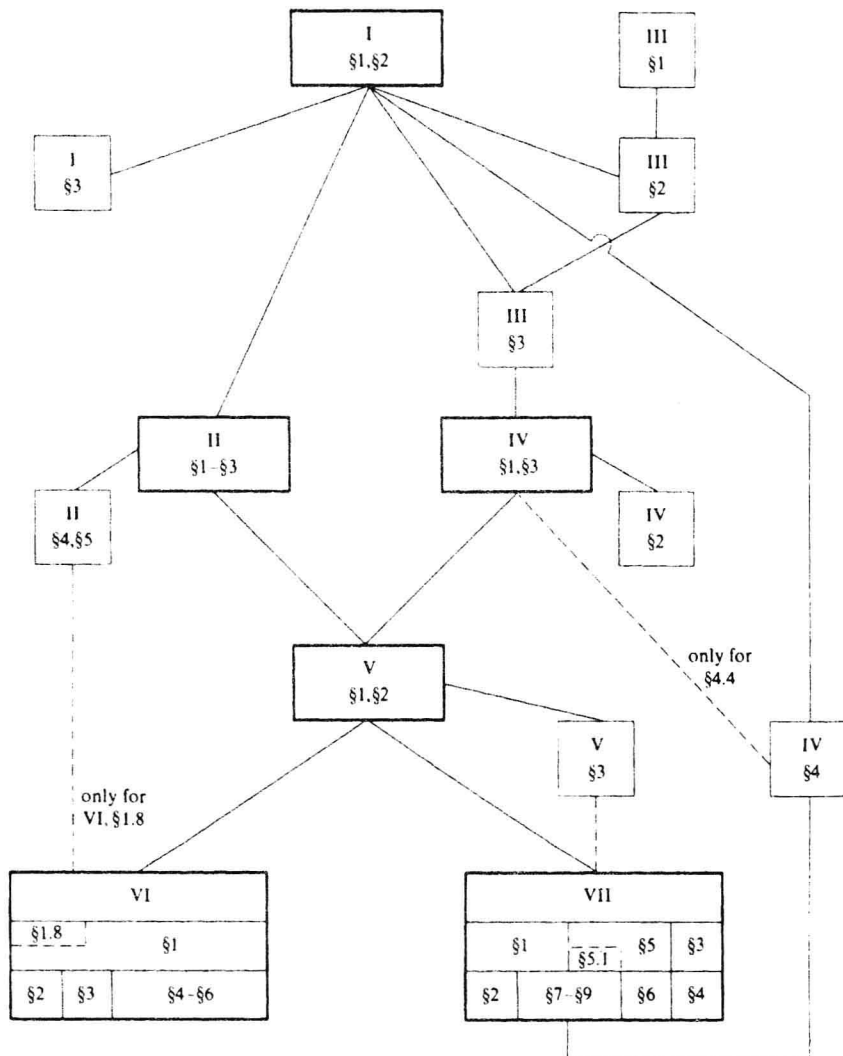 I
§1,§2
III
§1
I
§3
III
§2
III
§3
II
§1–§3
IV
§1,§3
II
§4,§5
IV
§2
V
§1,§2
only for
§4.4
V
§3
IV
§4
only for
VI, §1.8
VI
§1.8
§1
§2 §3 §4–§6
VII
§1 §5 §3
§5.1
§2 §7–§9 §6 §4